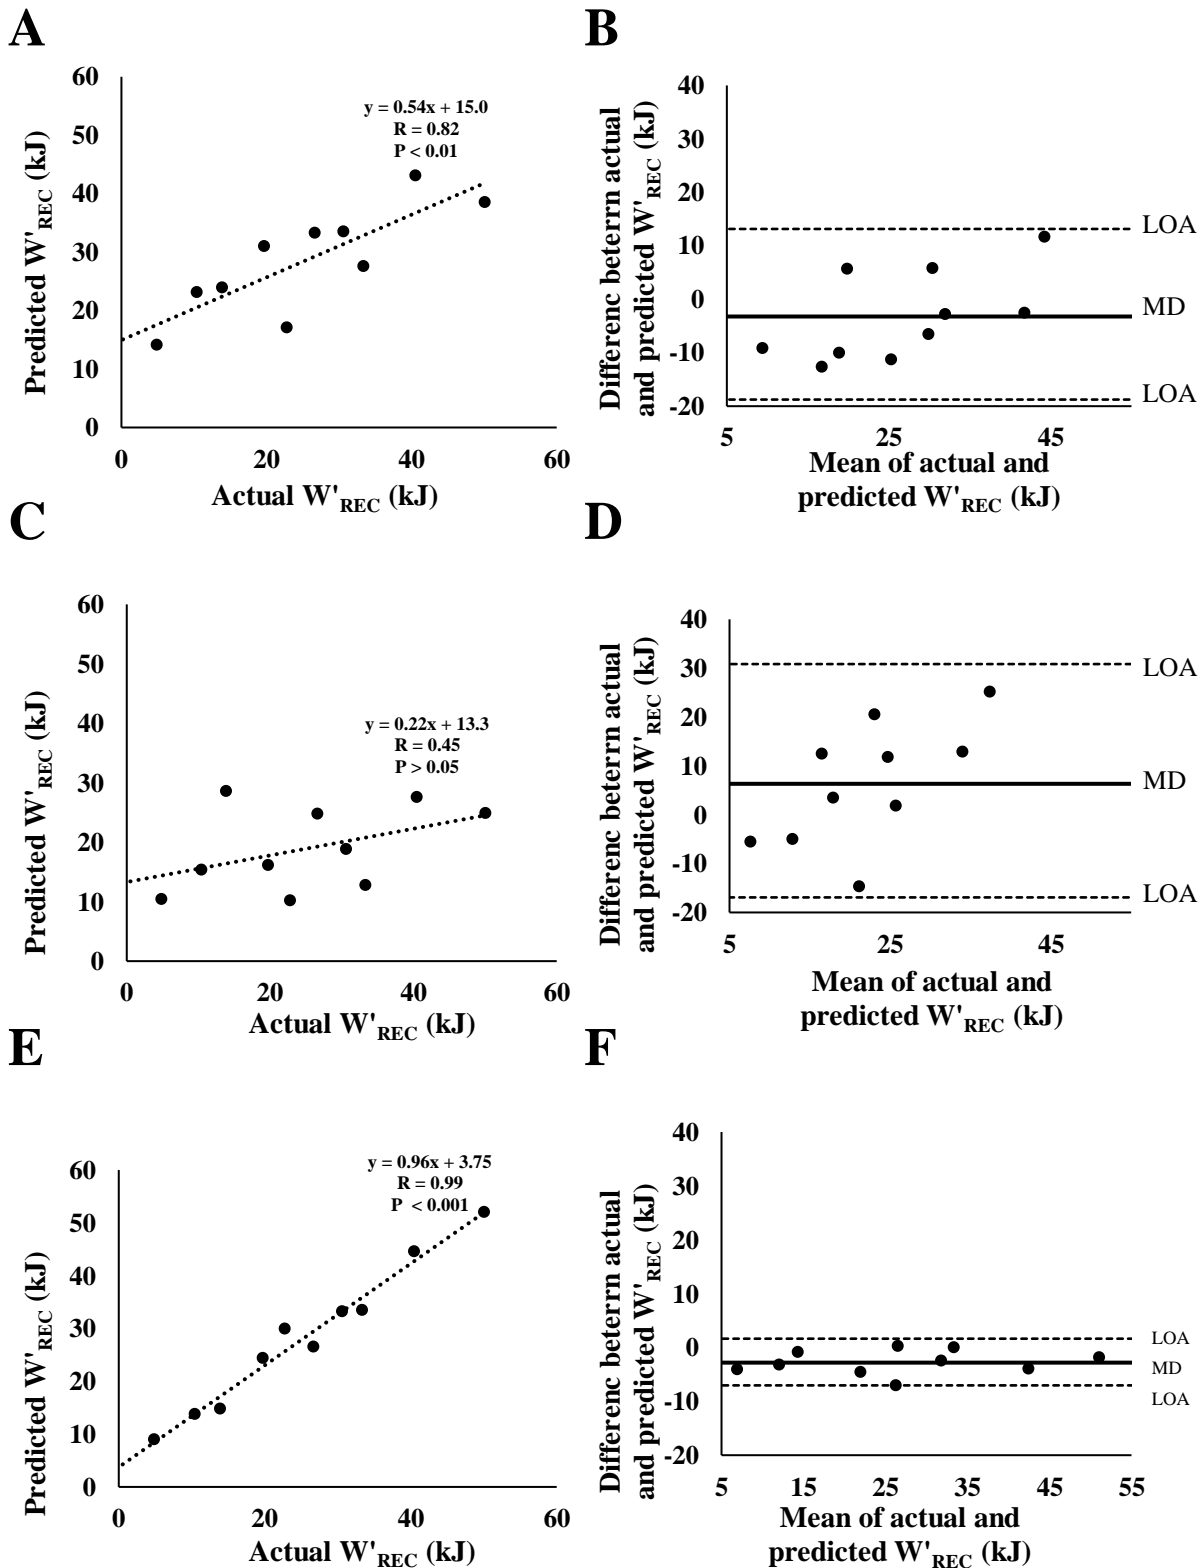 A
60
50
40
30
20
10
0
Predicted W'REC (kJ)
y = 0.54x + 15.0
R = 0.82
P < 0.01
0 20 40 60
Actual W'REC (kJ)
B
40
30
20
10
0
-10
-20
Differenc beterrn actual
and predicted W'REC (kJ)
LOA
MD
LOA
5 25 45
Mean of actual and
predicted W'REC (kJ)
C
60
50
40
30
20
10
0
Predicted W'REC (kJ)
y = 0.22x + 13.3
R = 0.45
P > 0.05
0 20 40 60
Actual W'REC (kJ)
D
40
30
20
10
0
-10
-20
Differenc beterrn actual
and predicted W'REC (kJ)
LOA
MD
LOA
5 25 45
Mean of actual and
predicted W'REC (kJ)
E
60
50
40
30
20
10
0
Predicted W'REC (kJ)
y = 0.96x + 3.75
R = 0.99
P < 0.001
0 20 40 60
Actual W'REC (kJ)
F
40
30
20
10
0
-10
-20
Differenc beterrn actual
and predicted W'REC (kJ)
LOA
MD
LOA
5 15 25 35 45 55
Mean of actual and
predicted W'REC (kJ)